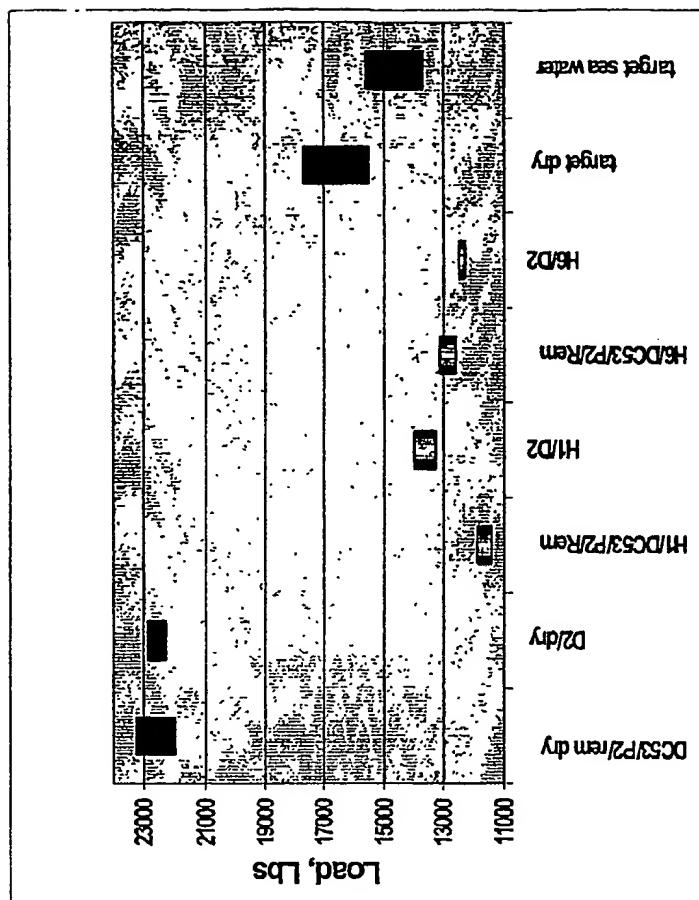 Load, Lbs
23000
21000
19000
17000
15000
13000
11000
DC53/P2/rem dry
D2/dry
H1/DC53/P2/Rem
H1/D2
H6/DC53/P2/Rem
H6/D2
target dry
target sea water